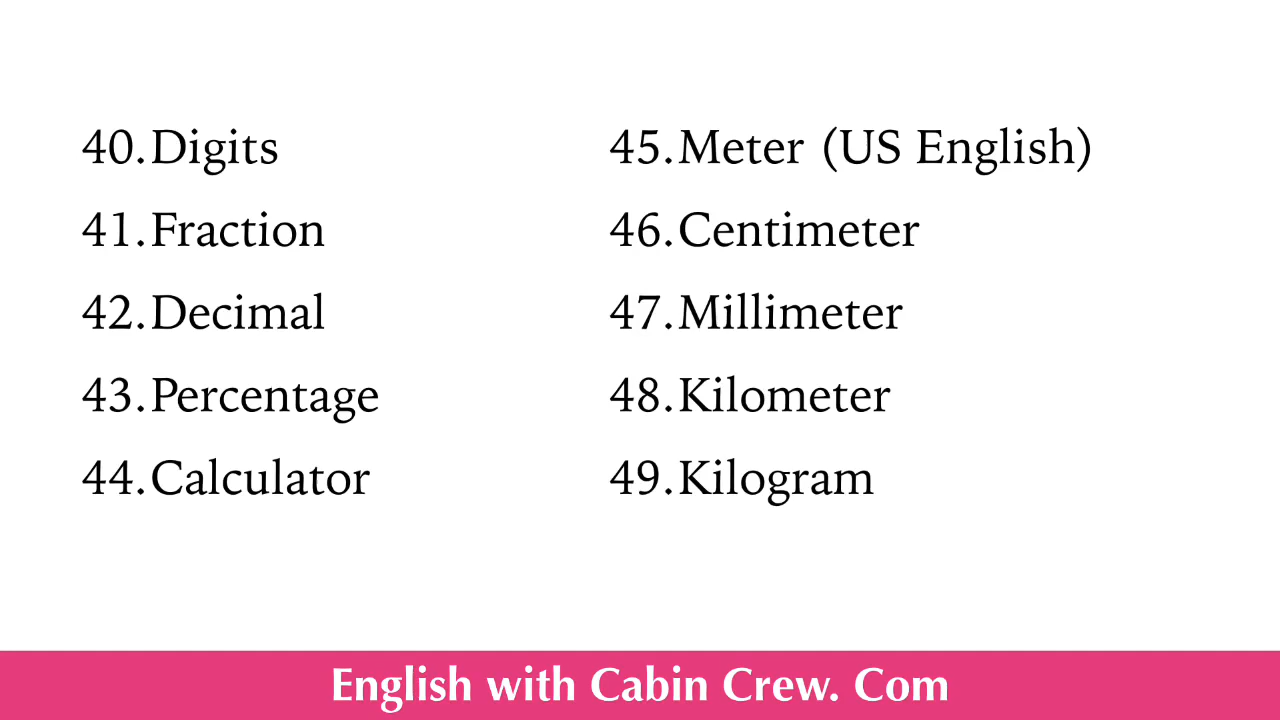 40. Digits
41. Fraction
42. Decimal
43. Percentage
44. Calculator
45. Meter (US English)
46. Centimeter
47. Millimeter
48. Kilometer
49. Kilogram
English with Cabin Crew. Com